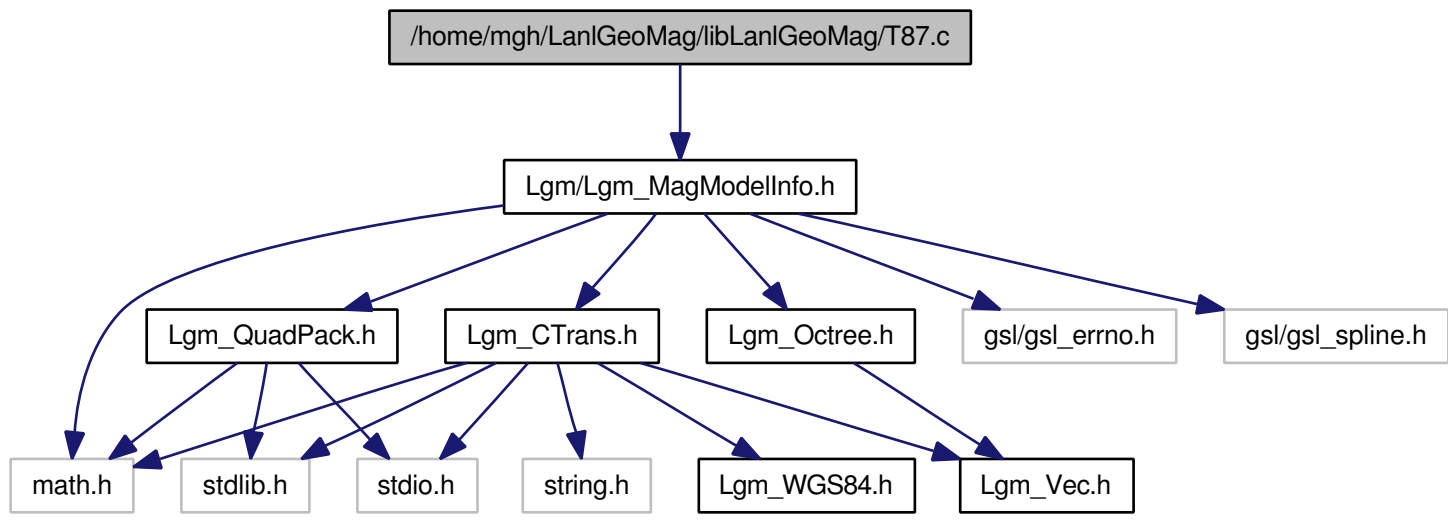 /home/mgh/LanlGeoMag/libLanlGeoMag/T87.c
Lgm/Lgm_MagModelInfo.h
Lgm_QuadPack.h
Lgm_CTrans.h
Lgm_Octree.h
gsl/gsl_errno.h
gsl/gsl_spline.h
math.h
stdlib.h
stdio.h
string.h
Lgm_WGS84.h
Lgm_Vec.h